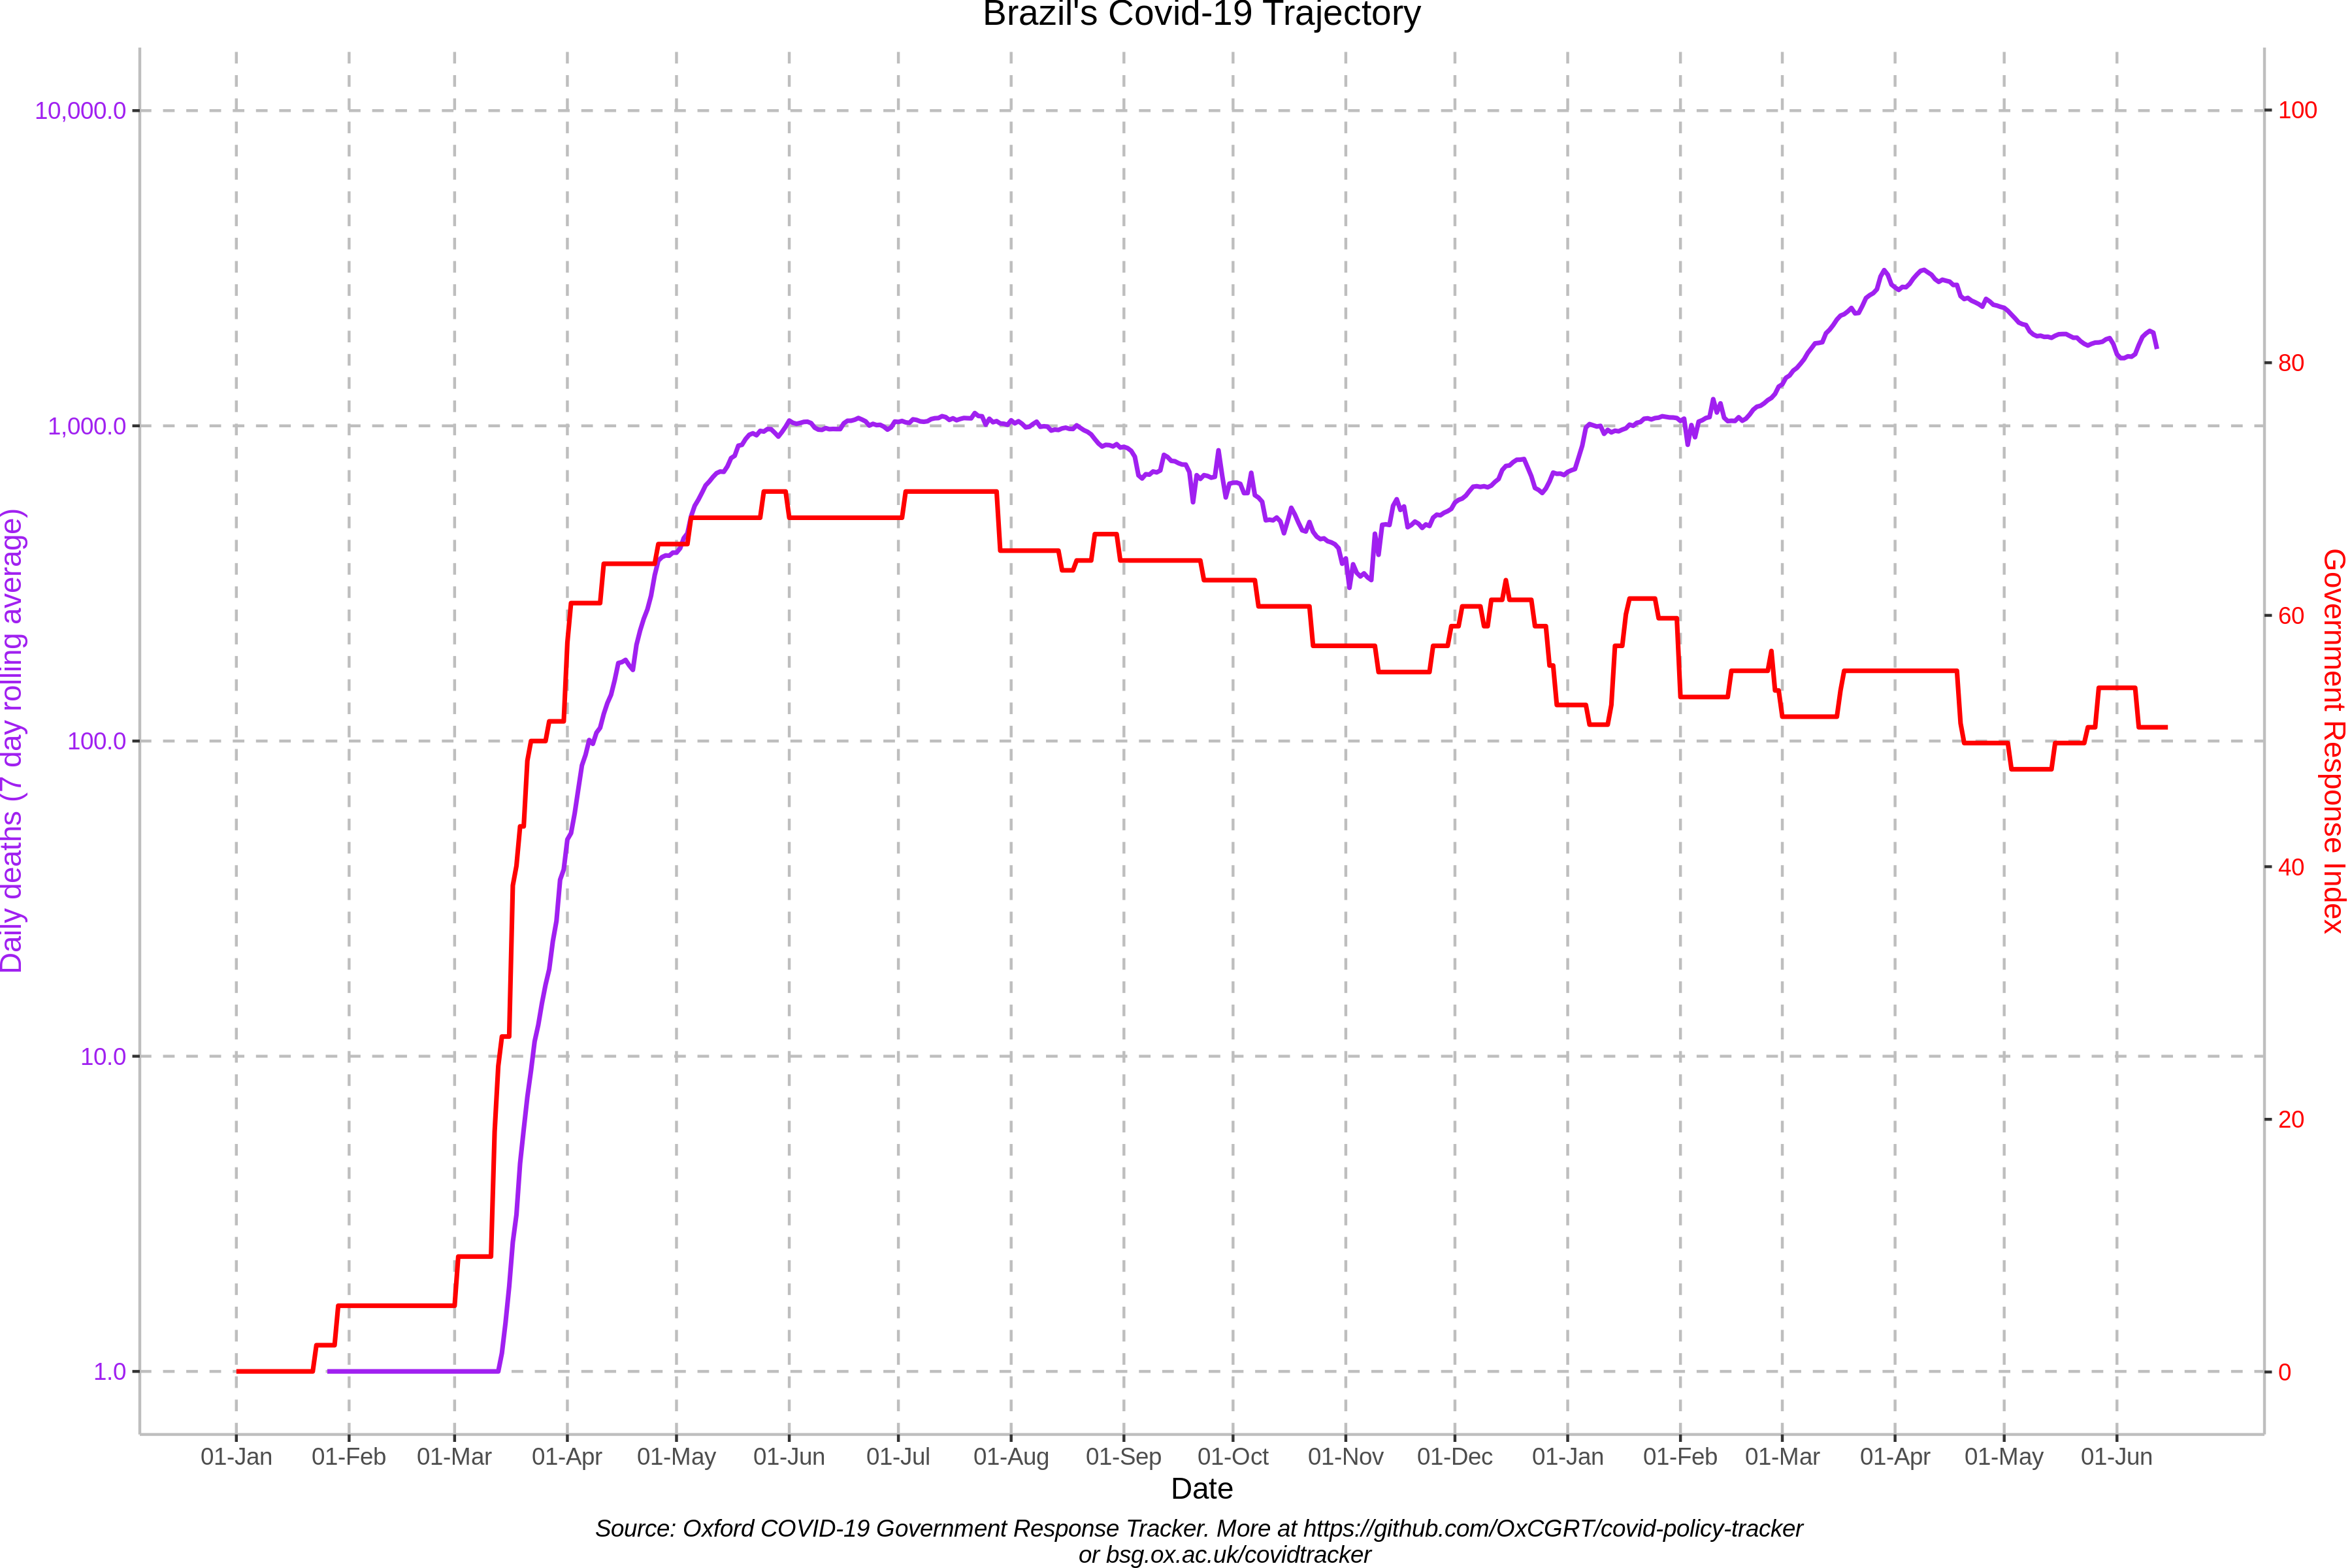 Brazil's Covid-19 Trajectory
10,000.0
1,000.0
100.0
10.0
1.0
Daily deaths (7 day rolling average)
100
80
60
40
20
0
Government Response Index
01-Jan 01-Feb 01-Mar 01-Apr 01-May 01-Jun 01-Jul 01-Aug 01-Sep 01-Oct 01-Nov 01-Dec 01-Jan 01-Feb 01-Mar 01-Apr 01-May 01-Jun
Date
Source: Oxford COVID-19 Government Response Tracker. More at https://github.com/OxCGRT/covid-policy-tracker
or bsg.ox.ac.uk/covidtracker